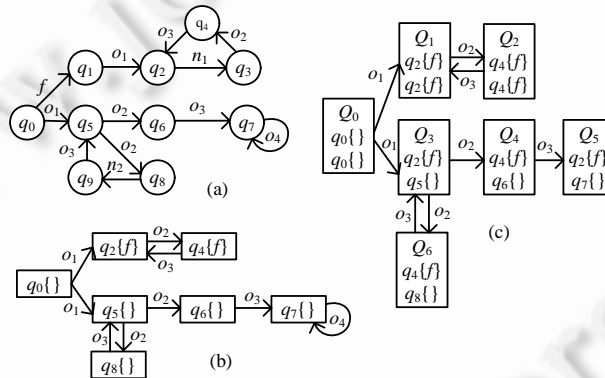 q₄
o₃
o₂
q₁
o₁
q₂
n₁
q₃
f
q₀
o₁
q₅
o₂
q₆
o₃
q₇
o₄
o₂
o₃
q₉
n₂
q₈
(a)
q₀{}
o₁
q₂{f}
o₂
o₃
q₄{f}
o₁
q₅{}
o₂
q₆{}
o₃
q₇{}
o₄
o₃
o₂
q₈{}
(b)
Q₀
q₀{}
q₀{}
o₁
Q₁
q₂{f}
q₂{f}
o₂
o₃
Q₂
q₄{f}
q₄{f}
o₁
Q₃
q₂{f}
q₅{}
o₂
Q₄
q₄{f}
q₆{}
o₃
Q₅
q₂{f}
q₇{}
o₃
o₂
Q₆
q₄{f}
q₈{}
(c)